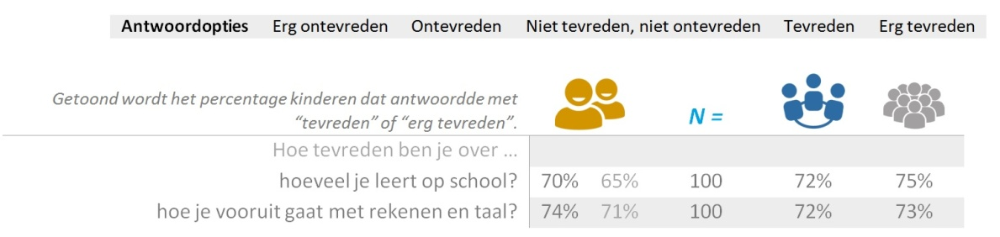 Antwoordopties Erg ontevreden Ontevreden Niet tevreden, niet ontevreden Tevreden Erg tevreden
Getoond wordt het percentage kinderen dat antwoordde met
“tevreden” of “erg tevreden”.
N =
Hoe tevreden ben je over ...
hoeveel je leert op school? 70% 65% 100 72% 75%
hoe je vooruit gaat met rekenen en taal? 74% 71% 100 72% 73%